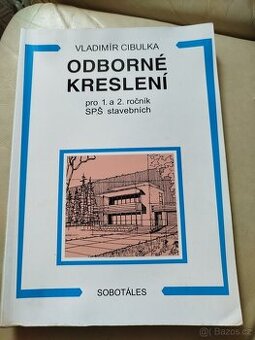 VLADIMÍR CIBULKA
ODBORNÉ
KRESLENÍ
pro 1. a 2. ročník
SPŠ stavebních
SOBOTÁLES